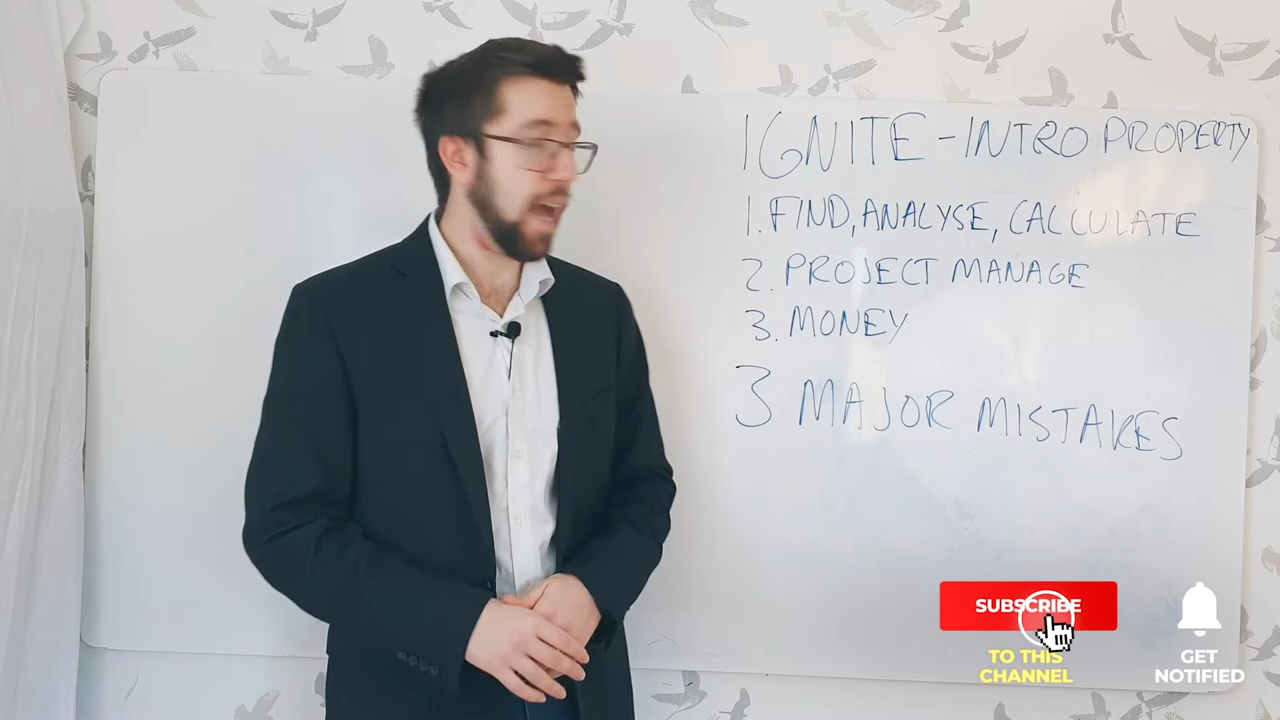 IGNITE - INTRO PROPERTY
1. FIND, ANALYSE, CALCULATE
2. PROJECT MANAGE
3. MONEY
3 MAJOR MISTAKES
SUBSCRIBE
TO THIS
CHANNEL
GET
NOTIFIED